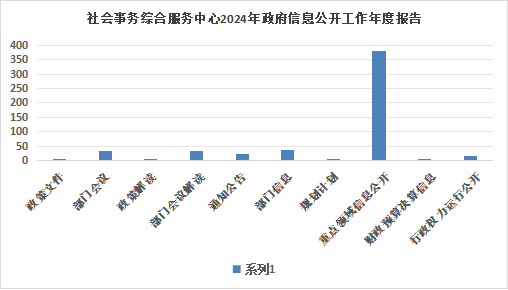 社会事务综合服务中心2024年政府信息公开工作年度报告
400
350
300
250
200
150
100
50
0
政策文件
部门会议
政策解读
部门会议解读
通知公告
部门信息
规划计划
重点领域信息公开
财政预算决算信息
行政权力运行公开
系列1